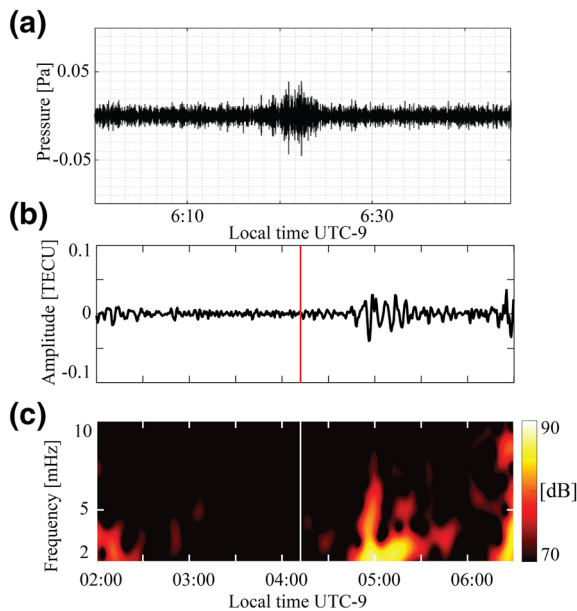 (a)
0.05
-0.05
Pressure [Pa]
6:10 6:30
Local time UTC-9
(b)
0.1
0
-0.1
Amplitude [TECU]
(c)
10
5
2
Frequency [mHz]
90
[dB]
70
02:00 03:00 04:00 05:00 06:00
Local time UTC-9